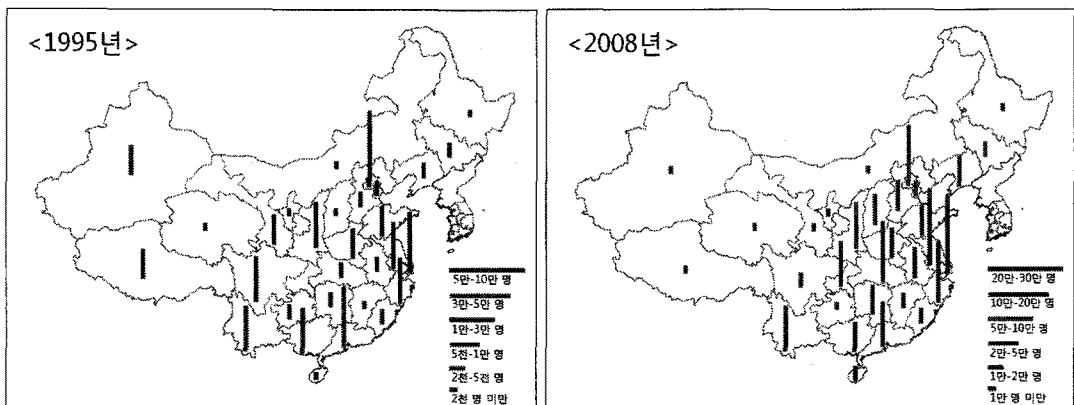 <1995년>
5만-10만 명
3만-5만 명
1만-3만 명
5천-1만 명
2천-5천 명
2천 명 미만
<2008년>
20만-30만 명
10만-20만 명
5만-10만 명
2만-5만 명
1만-2만 명
1만 명 미만